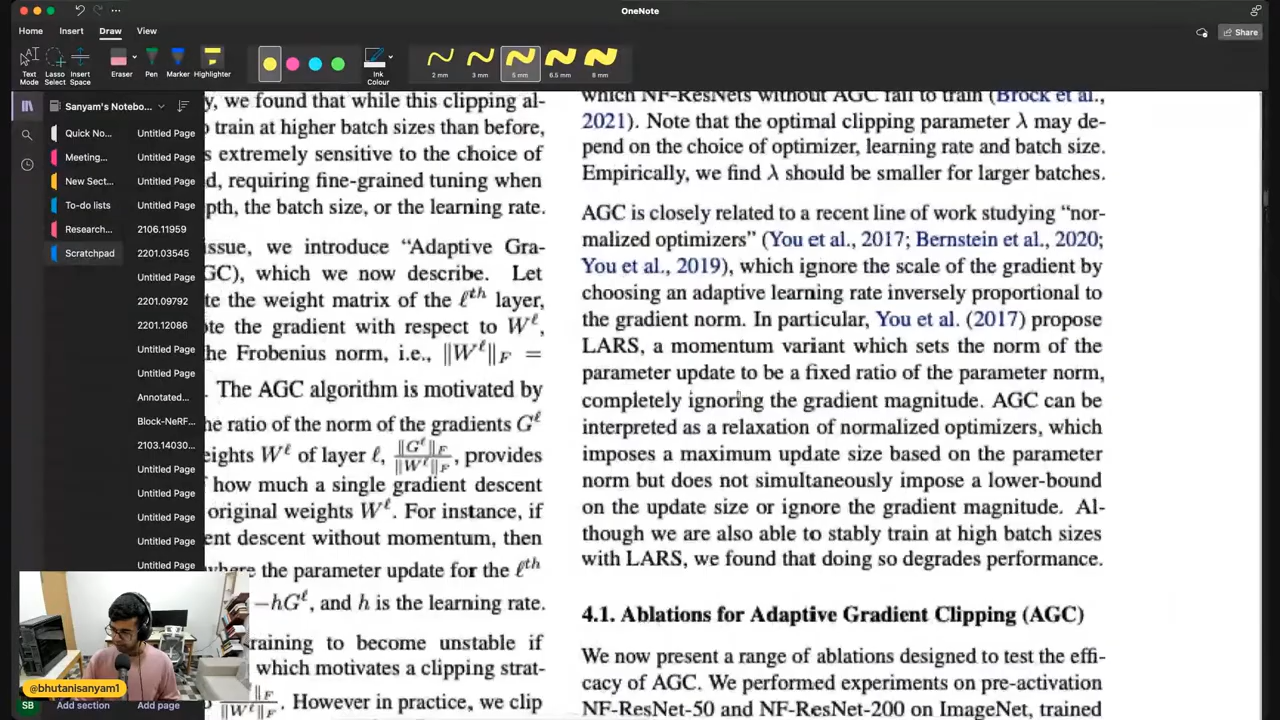 OneNote
Home
Insert
Draw
View
Share
Text Mode
Lasso Select
Insert Space
Eraser
Pen
Marker
Highlighter
2 mm
3 mm
5 mm
6.5 mm
8 mm
Ink Colour
Sanyam's Notebo...
Quick No...
Meeting...
New Sect...
To-do lists
Research...
Scratchpad
Untitled Page
Untitled Page
Untitled Page
Untitled Page
2106.11959
2201.03545
Untitled Page
2201.09792
2201.12086
Untitled Page
Untitled Page
Annotated...
Block-NeRF...
2103.14030...
Untitled Page
Untitled Page
Untitled Page
Untitled Page
Untitled Page
y, we found that while this clipping al-
train at higher batch sizes than before,
s extremely sensitive to the choice of
d, requiring fine-grained tuning when
pth, the batch size, or the learning rate.
issue, we introduce “Adaptive Gra-
GC), which we now describe. Let
te the weight matrix of the ℓth layer,
te the gradient with respect to Wℓ,
he Frobenius norm, i.e., ‖Wℓ‖F =
. The AGC algorithm is motivated by
he ratio of the norm of the gradients Gℓ
eights Wℓ of layer ℓ, ‖Gℓ‖F/‖Wℓ‖F, provides
how much a single gradient descent
original weights Wℓ. For instance, if
ent descent without momentum, then
where the parameter update for the ℓth
−hGℓ, and h is the learning rate.
raining to become unstable if
which motivates a clipping strat-
. However in practice, we clip
which NF-ResNets without AGC fail to train (Brock et al.,
2021). Note that the optimal clipping parameter λ may de-
pend on the choice of optimizer, learning rate and batch size.
Empirically, we find λ should be smaller for larger batches.
AGC is closely related to a recent line of work studying “nor-
malized optimizers” (You et al., 2017; Bernstein et al., 2020;
You et al., 2019), which ignore the scale of the gradient by
choosing an adaptive learning rate inversely proportional to
the gradient norm. In particular, You et al. (2017) propose
LARS, a momentum variant which sets the norm of the
parameter update to be a fixed ratio of the parameter norm,
completely ignoring the gradient magnitude. AGC can be
interpreted as a relaxation of normalized optimizers, which
imposes a maximum update size based on the parameter
norm but does not simultaneously impose a lower-bound
on the update size or ignore the gradient magnitude. Al-
though we are also able to stably train at high batch sizes
with LARS, we found that doing so degrades performance.
4.1. Ablations for Adaptive Gradient Clipping (AGC)
We now present a range of ablations designed to test the effi-
cacy of AGC. We performed experiments on pre-activation
NF-ResNet-50 and NF-ResNet-200 on ImageNet, trained
@bhutanisanyam1
SB
Add section
Add page